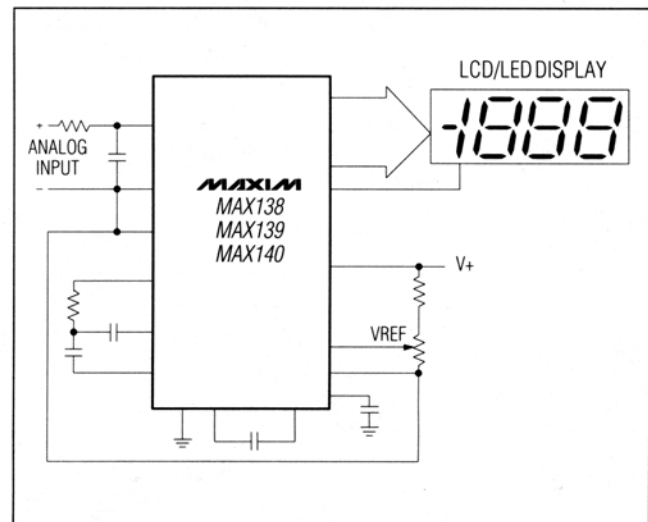 LCD/LED DISPLAY
-1888
+
ANALOG
INPUT
–
MAXIM
MAX138
MAX139
MAX140
V+
VREF